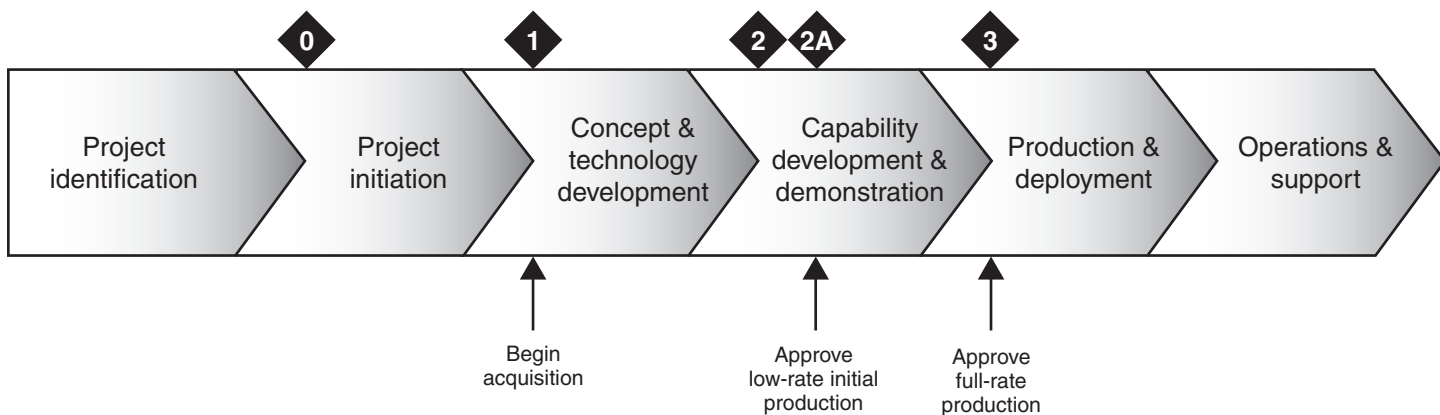 0
1
2
2A
3
Project
identification
Project
initiation
Concept &
technology
development
Capability
development &
demonstration
Production &
deployment
Operations &
support
Begin
acquisition
Approve
low-rate initial
production
Approve
full-rate
production